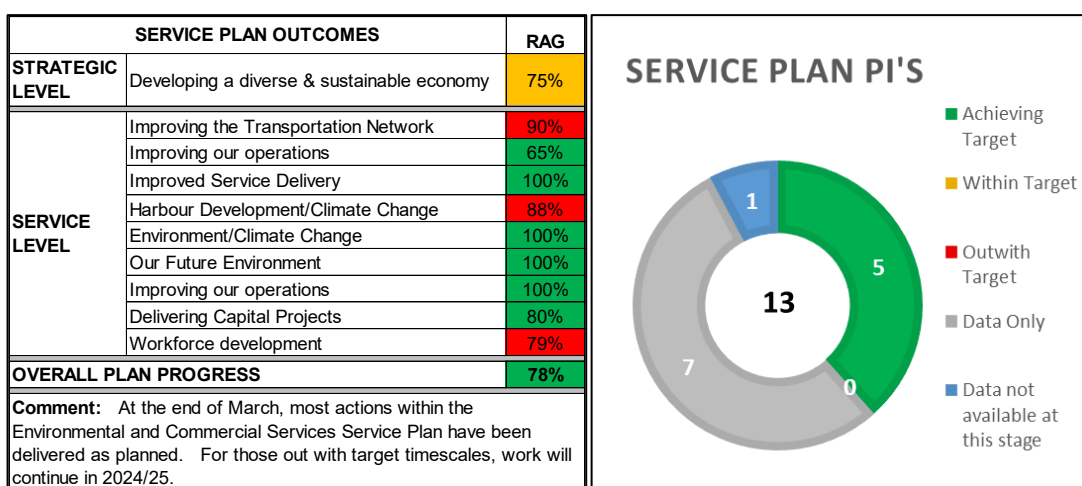 SERVICE PLAN OUTCOMES RAG
STRATEGIC LEVEL Developing a diverse & sustainable economy 75%
SERVICE LEVEL
Improving the Transportation Network 90%
Improving our operations 65%
Improved Service Delivery 100%
Harbour Development/Climate Change 88%
Environment/Climate Change 100%
Our Future Environment 100%
Improving our operations 100%
Delivering Capital Projects 80%
Workforce development 79%
OVERALL PLAN PROGRESS 78%
Comment: At the end of March, most actions within the
Environmental and Commercial Services Service Plan have been
delivered as planned. For those out with target timescales, work will
continue in 2024/25.
SERVICE PLAN PI'S
1
5
13
7
0
Achieving
Target
Within Target
Outwith
Target
Data Only
Data not
available at
this stage